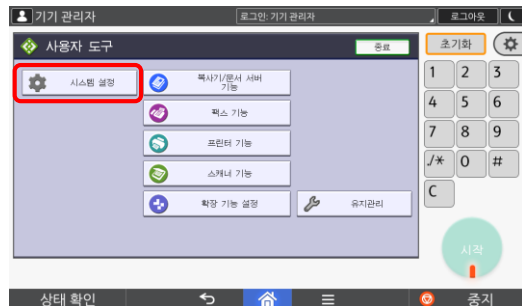 기기 관리자
로그인: 기기 관리자
로그아웃
사용자 도구
종료
초기화
시스템 설정
복사기/문서 서버
기능
팩스 기능
프린터 기능
스캐너 기능
확장 기능 설정
유지관리
1 2 3
4 5 6
7 8 9
./* 0 #
C
시작
상태 확인
중지